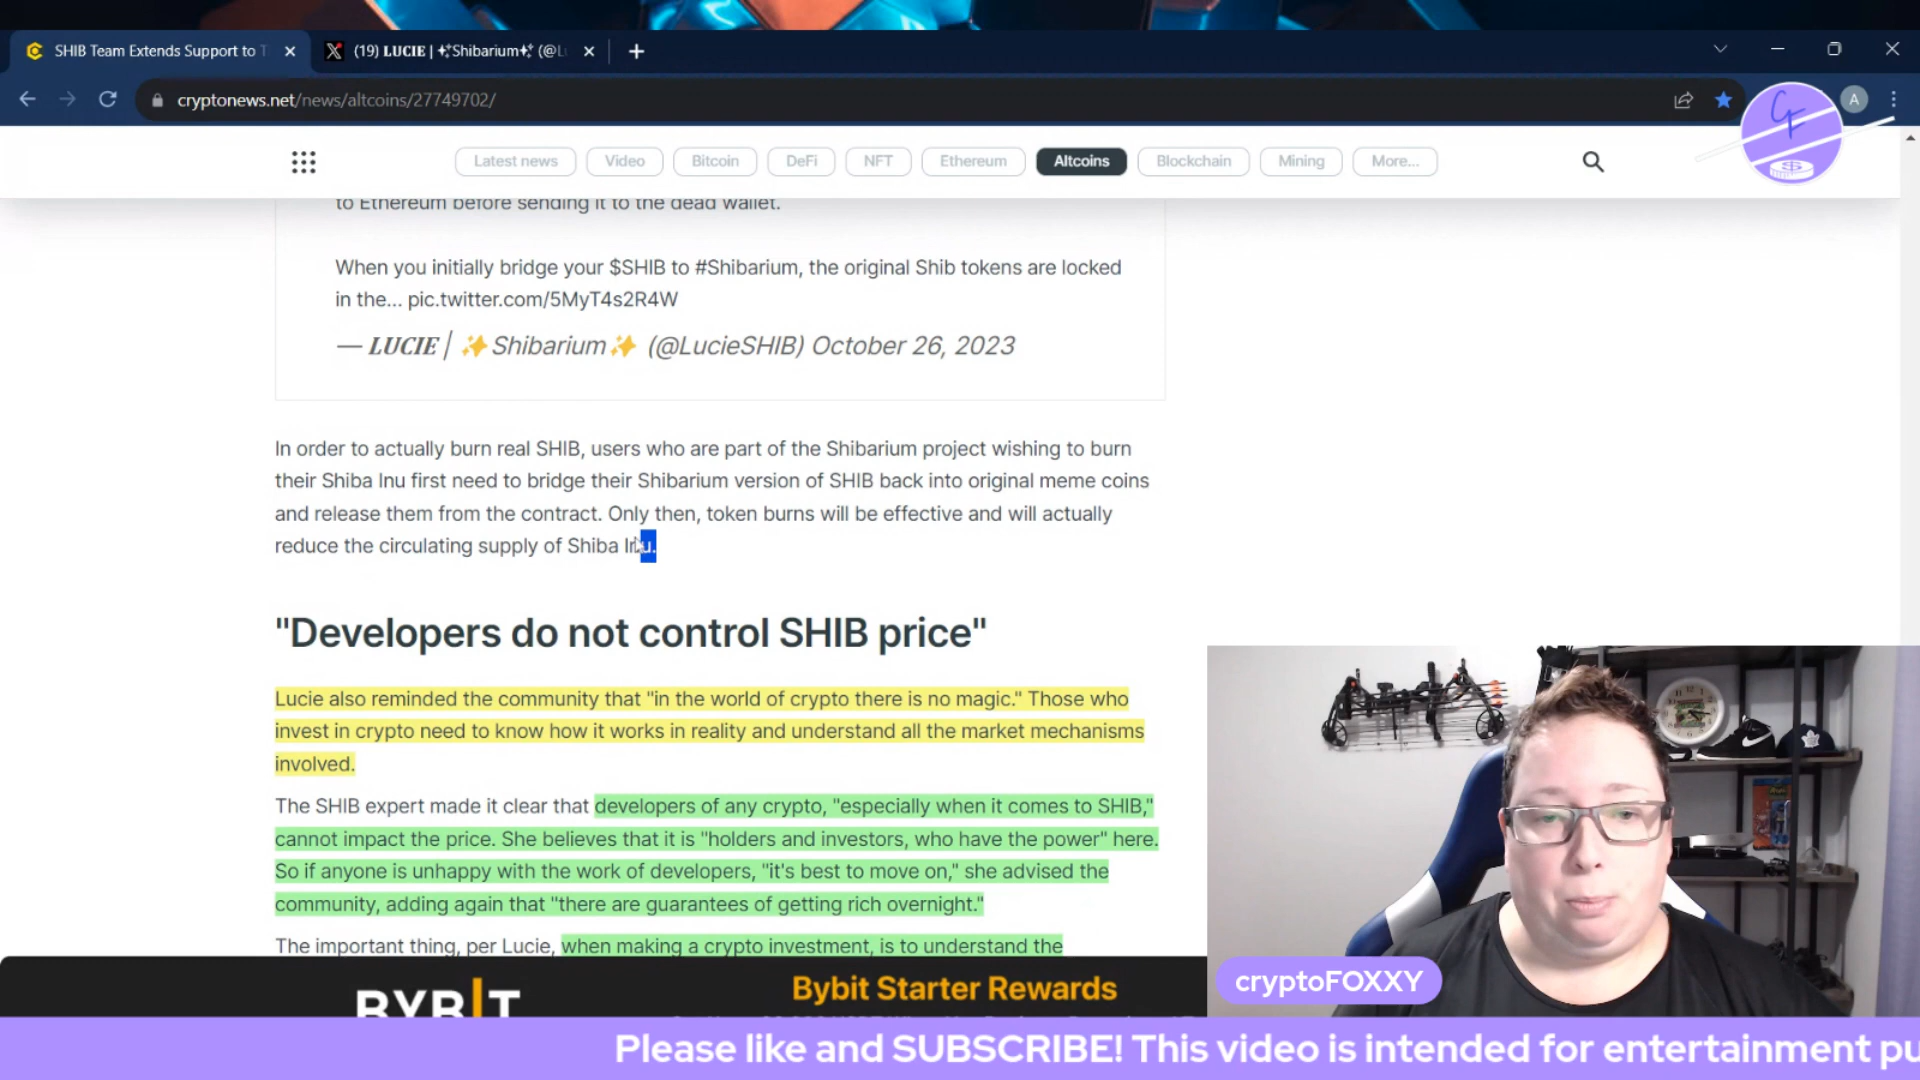 SHIB Team Extends Support to T
(19) LUCIE | ✨Shibarium✨ (@L
cryptonews.net/news/altcoins/27749702/
A
Latest news
Video
Bitcoin
DeFi
NFT
Ethereum
Altcoins
Blockchain
Mining
More...
to Ethereum before sending it to the dead wallet.
When you initially bridge your $SHIB to #Shibarium, the original Shib tokens are locked
in the... pic.twitter.com/5MyT4s2R4W
— LUCIE | ✨Shibarium✨ (@LucieSHIB) October 26, 2023
In order to actually burn real SHIB, users who are part of the Shibarium project wishing to burn
their Shiba Inu first need to bridge their Shibarium version of SHIB back into original meme coins
and release them from the contract. Only then, token burns will be effective and will actually
reduce the circulating supply of Shiba Inu.
"Developers do not control SHIB price"
Lucie also reminded the community that "in the world of crypto there is no magic." Those who
invest in crypto need to know how it works in reality and understand all the market mechanisms
involved.
The SHIB expert made it clear that developers of any crypto, "especially when it comes to SHIB,"
cannot impact the price. She believes that it is "holders and investors, who have the power" here.
So if anyone is unhappy with the work of developers, "it's best to move on," she advised the
community, adding again that "there are guarantees of getting rich overnight."
The important thing, per Lucie, when making a crypto investment, is to understand the
BYBIT
Bybit Starter Rewards
cryptoFOXXY
Please like and SUBSCRIBE! This video is intended for entertainment pu